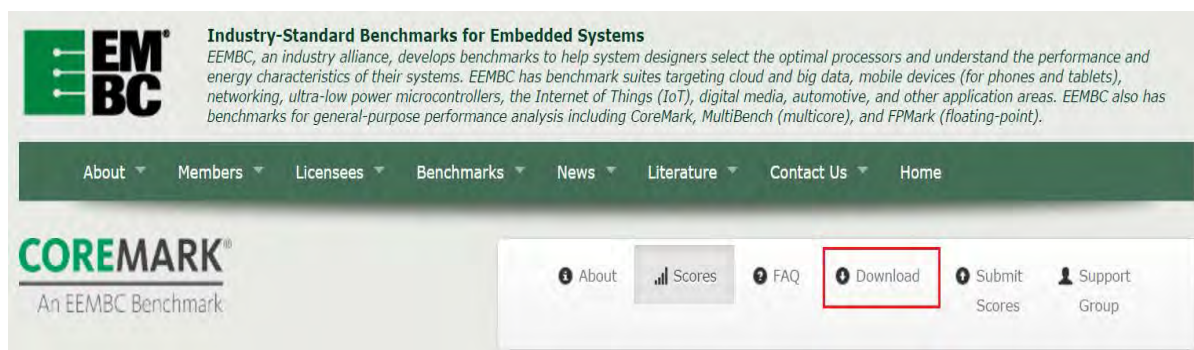 EM®
BC
Industry-Standard Benchmarks for Embedded Systems
EEMBC, an industry alliance, develops benchmarks to help system designers select the optimal processors and understand the performance and
energy characteristics of their systems. EEMBC has benchmark suites targeting cloud and big data, mobile devices (for phones and tablets),
networking, ultra-low power microcontrollers, the Internet of Things (IoT), digital media, automotive, and other application areas. EEMBC also has
benchmarks for general-purpose performance analysis including CoreMark, MultiBench (multicore), and FPMark (floating-point).
About Members Licensees Benchmarks News Literature Contact Us Home
COREMARK®
An EEMBC Benchmark
About Scores FAQ Download Submit Scores Support Group